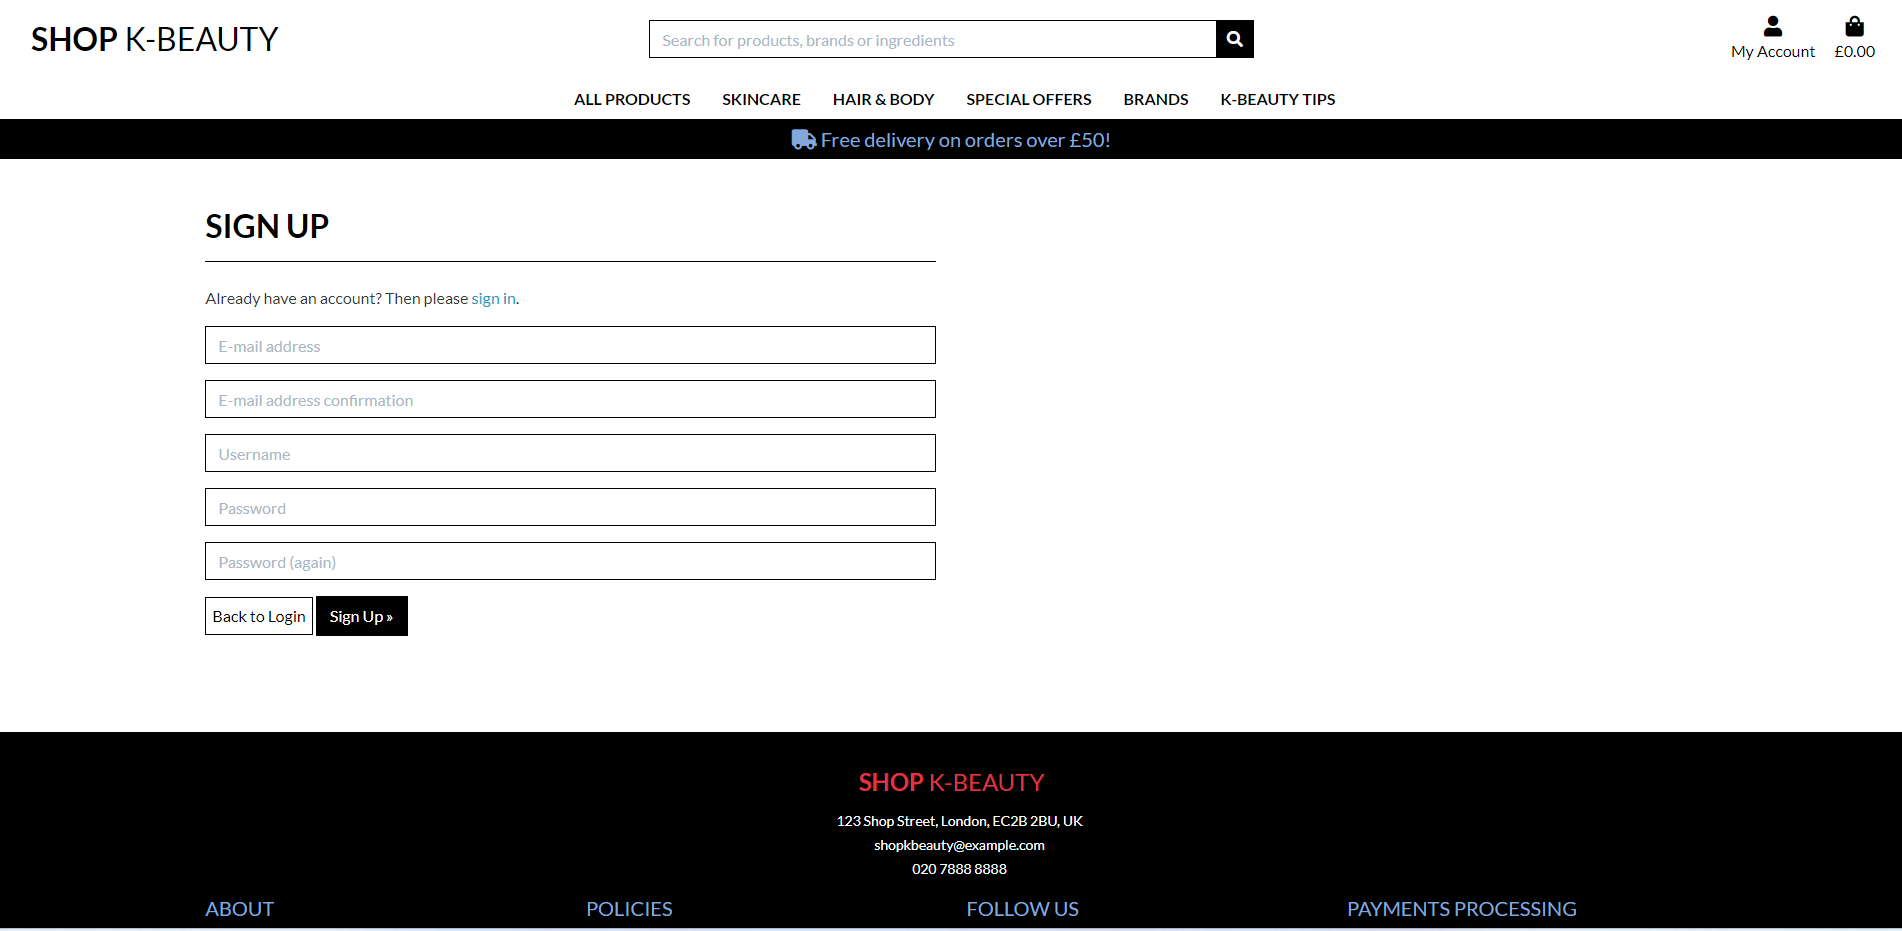 SHOP K-BEAUTY
Search for products, brands or ingredients
My Account
£0.00
ALL PRODUCTS SKINCARE HAIR & BODY SPECIAL OFFERS BRANDS K-BEAUTY TIPS
Free delivery on orders over £50!
SIGN UP
Already have an account? Then please sign in.
E-mail address
E-mail address confirmation
Username
Password
Password (again)
Back to Login Sign Up »
SHOP K-BEAUTY
123 Shop Street, London, EC2B 2BU, UK
shopkbeauty@example.com
020 7888 8888
ABOUT POLICIES FOLLOW US PAYMENTS PROCESSING